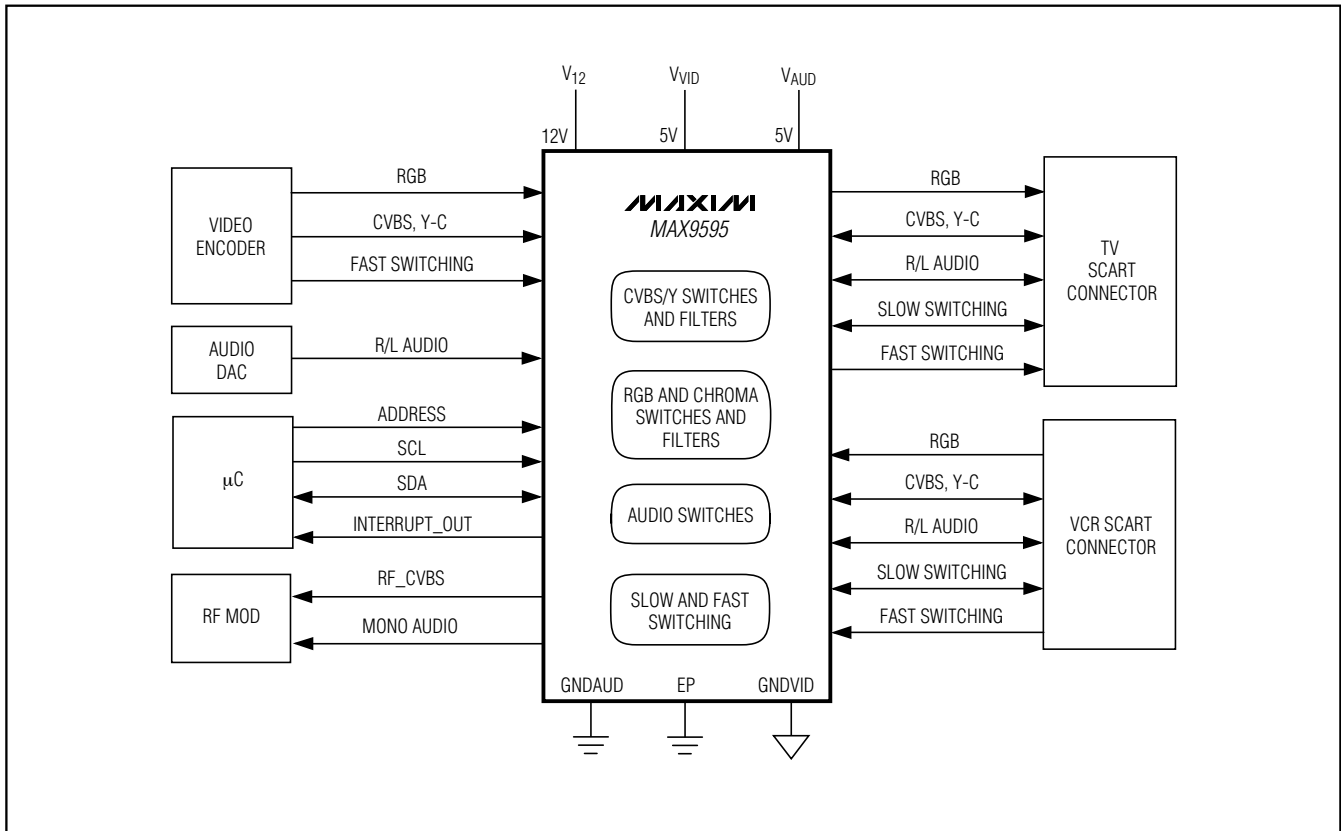 V12
VVID
VAUD
12V
5V
5V
VIDEO
ENCODER
RGB
CVBS, Y-C
FAST SWITCHING
AUDIO
DAC
R/L AUDIO
μC
ADDRESS
SCL
SDA
INTERRUPT_OUT
RF MOD
RF_CVBS
MONO AUDIO
MAXIM
MAX9595
CVBS/Y SWITCHES
AND FILTERS
RGB AND CHROMA
SWITCHES AND
FILTERS
AUDIO SWITCHES
SLOW AND FAST
SWITCHING
GNDAUD
EP
GNDVID
RGB
CVBS, Y-C
R/L AUDIO
SLOW SWITCHING
FAST SWITCHING
TV
SCART
CONNECTOR
RGB
CVBS, Y-C
R/L AUDIO
SLOW SWITCHING
FAST SWITCHING
VCR SCART
CONNECTOR